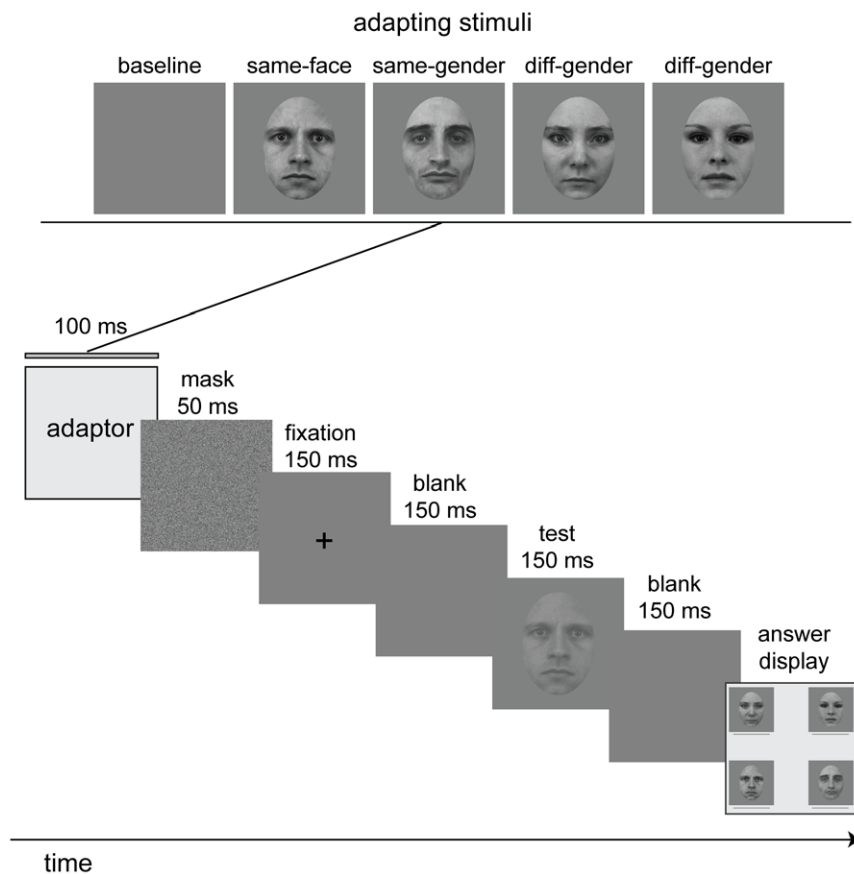 adapting stimuli
baseline same-face same-gender diff-gender diff-gender
100 ms
adaptor
mask
50 ms
fixation
150 ms
+
blank
150 ms
test
150 ms
blank
150 ms
answer
display
time